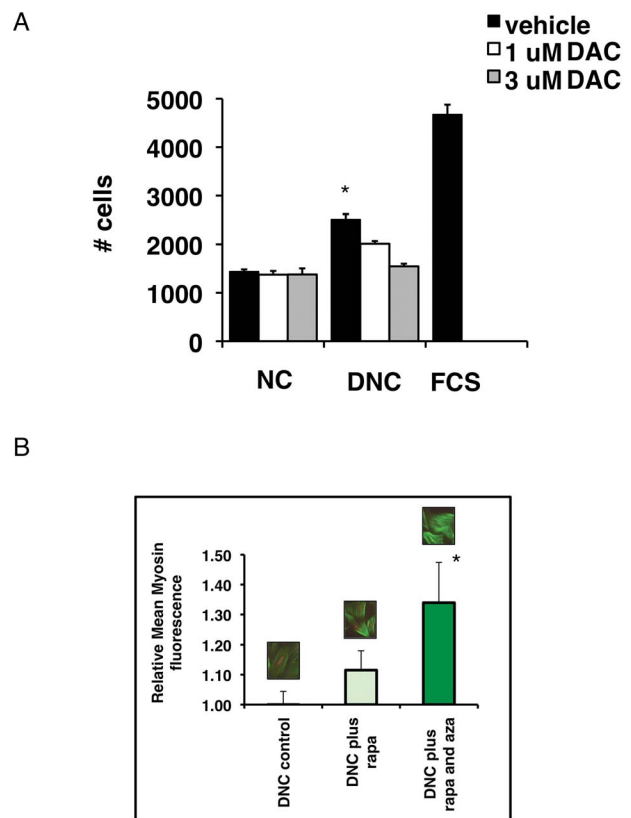 A
vehicle
1 uM DAC
3 uM DAC
5000
4000
3000
2000
1000
0
# cells
*
NC
DNC
FCS
B
Relative Mean Myosin
fluorescence
1.50
1.40
1.30
1.20
1.10
1.00
*
DNC control
DNC plus
rapa
DNC plus
rapa and aza